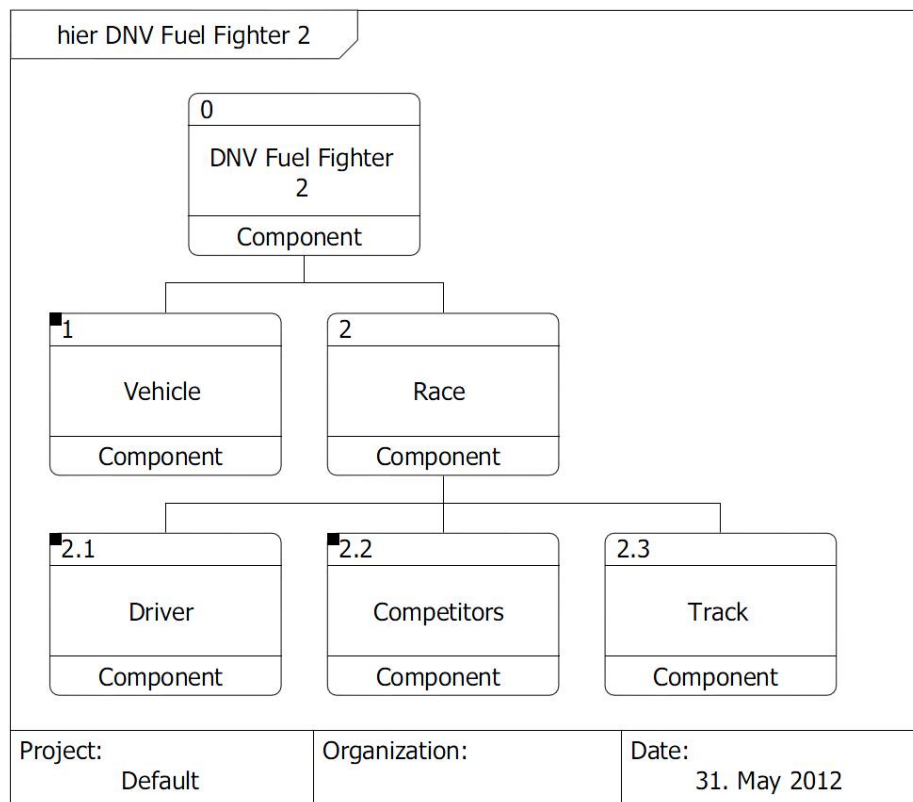 hier DNV Fuel Fighter 2
0
DNV Fuel Fighter
2
Component
1
Vehicle
Component
2
Race
Component
2.1
Driver
Component
2.2
Competitors
Component
2.3
Track
Component
Project:
Default
Organization:
Date:
31. May 2012